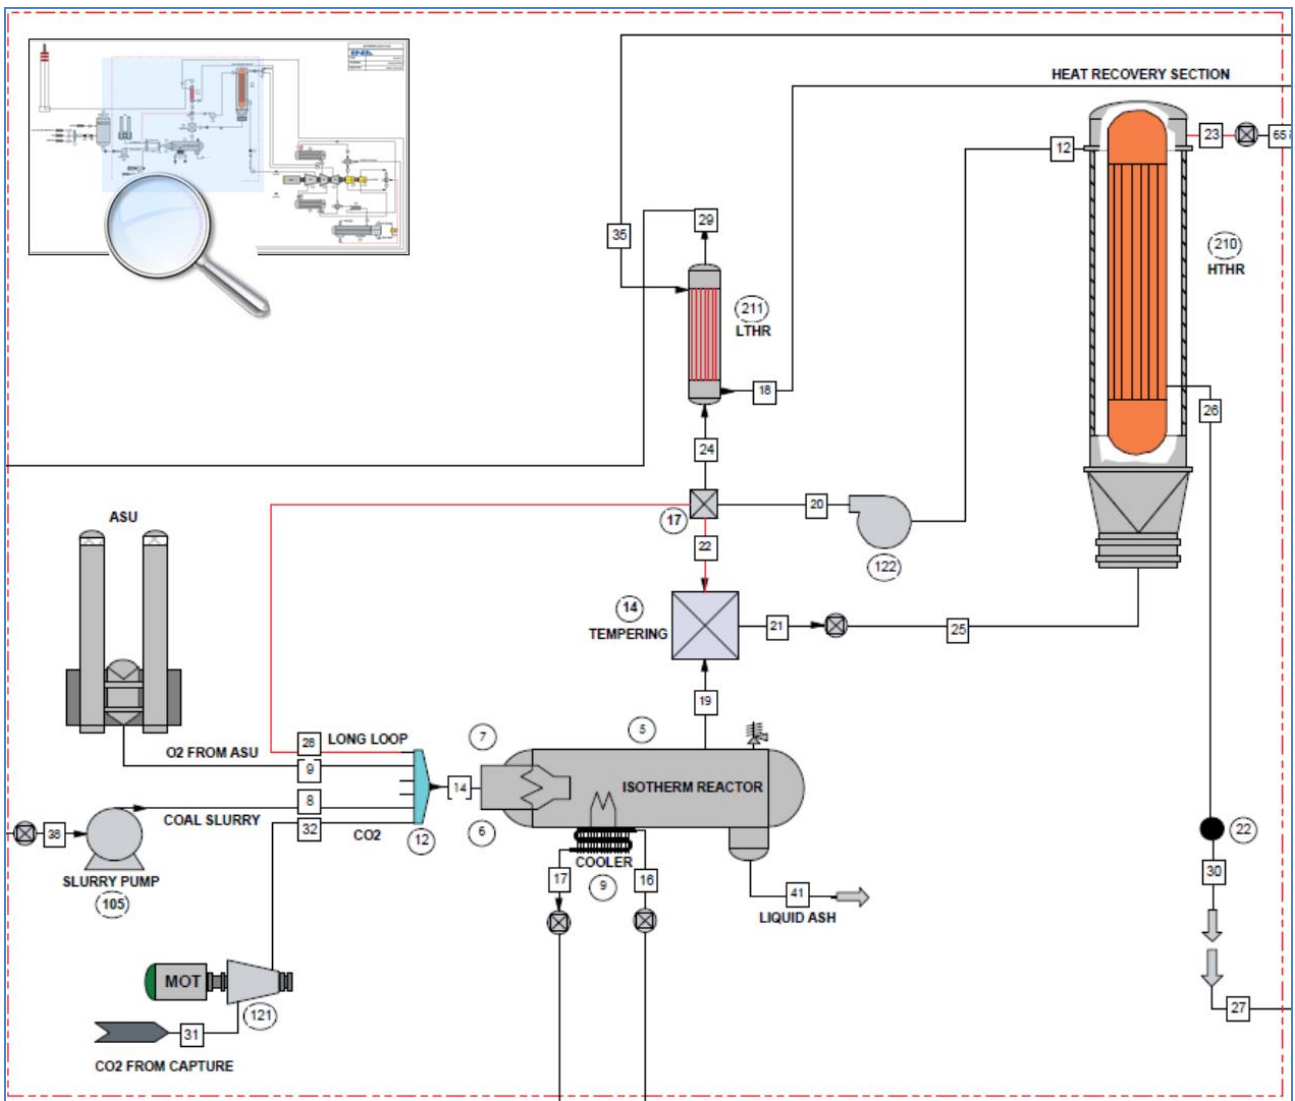 HEAT RECOVERY SECTION
12
23
35
29
210
HTHR
211
LTHR
18
26
24
ASU
17
20
22
122
14
TEMPERING
21
25
19
28
LONG LOOP
7
5
O2 FROM ASU
9
14
ISOTHERM REACTOR
8
COAL SLURRY
32
CO2
12
6
38
22
SLURRY PUMP
105
COOLER
17
9
16
41
30
LIQUID ASH
MOT
121
31
27
CO2 FROM CAPTURE